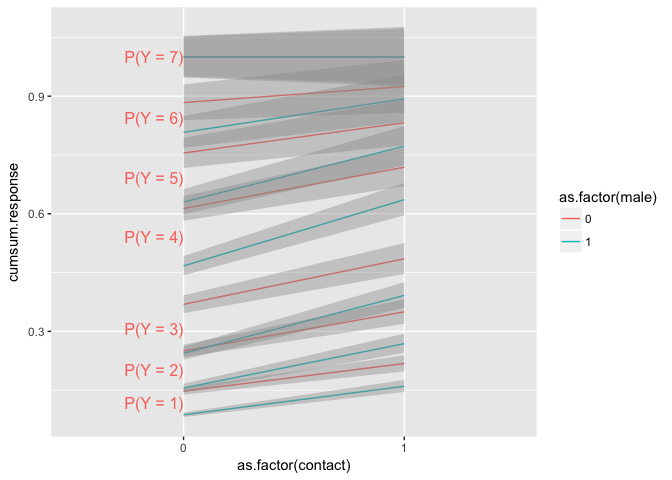 P(Y = 7)
0.9
P(Y = 6)
P(Y = 5)
0.6
P(Y = 4)
0.3
P(Y = 3)
P(Y = 2)
P(Y = 1)
cumsum.response
0
1
as.factor(contact)
as.factor(male)
0
1